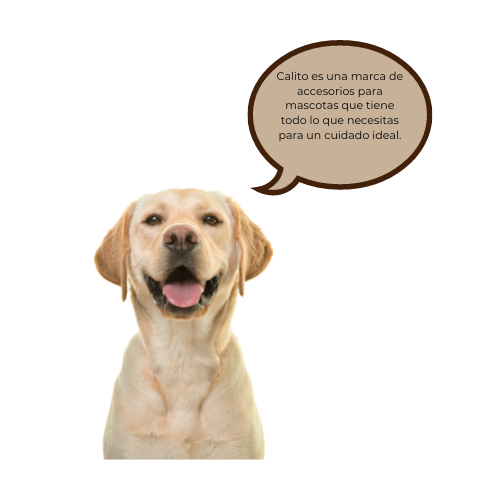 Calito es una marca de
accesorios para
mascotas que tiene
todo lo que necesitas
para un cuidado ideal.